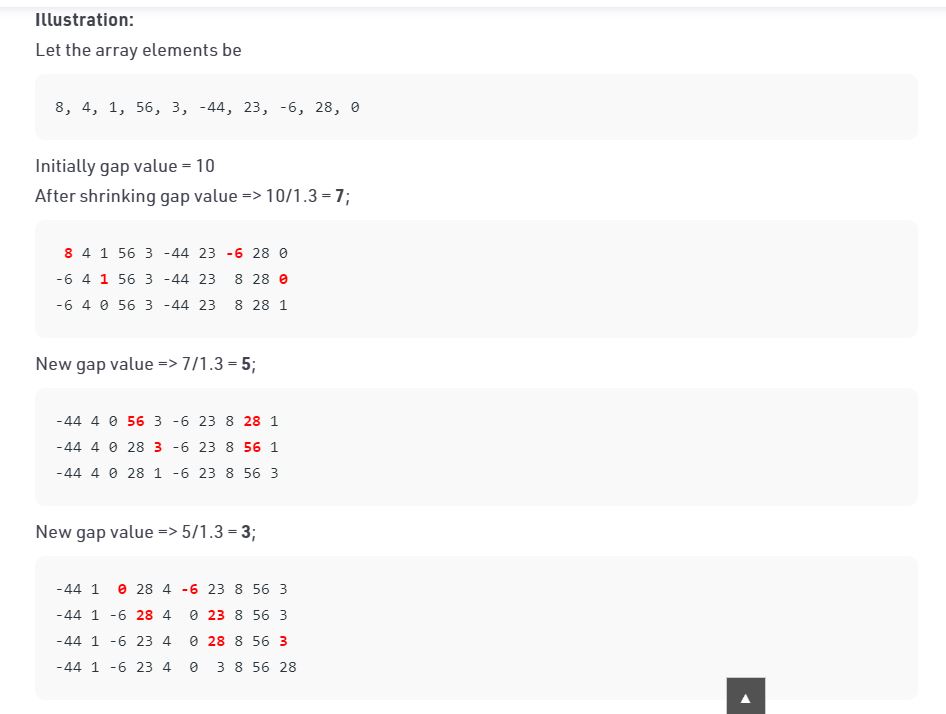 Illustration:
Let the array elements be
8, 4, 1, 56, 3, -44, 23, -6, 28, 0
Initially gap value = 10
After shrinking gap value => 10/1.3 = 7;
8 4 1 56 3 -44 23 -6 28 0
-6 4 1 56 3 -44 23 8 28 0
-6 4 0 56 3 -44 23 8 28 1
New gap value => 7/1.3 = 5;
-44 4 0 56 3 -6 23 8 28 1
-44 4 0 28 3 -6 23 8 56 1
-44 4 0 28 1 -6 23 8 56 3
New gap value => 5/1.3 = 3;
-44 1 0 28 4 -6 23 8 56 3
-44 1 -6 28 4 0 23 8 56 3
-44 1 -6 23 4 0 28 8 56 3
-44 1 -6 23 4 0 3 8 56 28